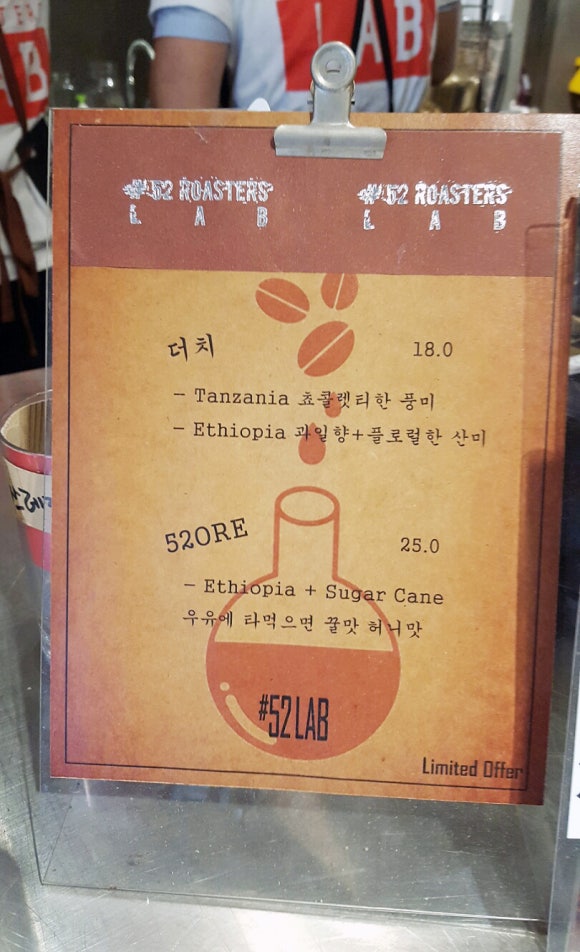 LAB
AB
#52 ROASTERS
LAB
#52 ROASTERS
LAB
더치 18.0
- Tanzania 쵸콜렛티한 풍미
- Ethiopia 과일향+플로럴한 산미
52ORE 25.0
- Ethiopia + Sugar Cane
우유에 타먹으면 꿀맛 허니맛
#52LAB
Limited Offer